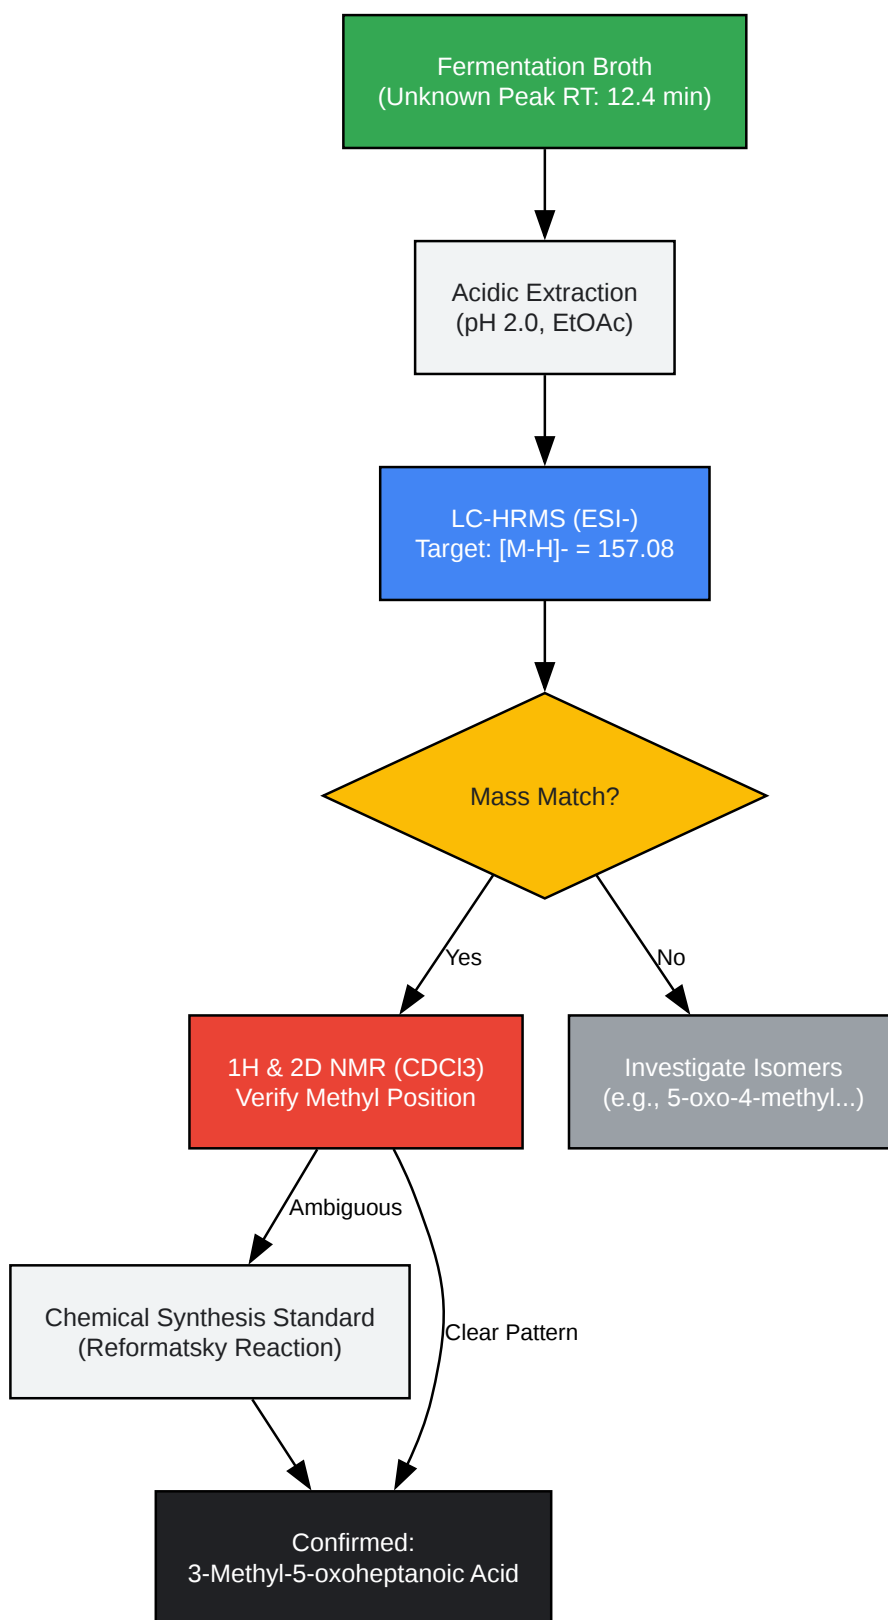 Fermentation Broth
(Unknown Peak RT: 12.4 min)
Acidic Extraction
(pH 2.0, EtOAc)
LC-HRMS (ESI-)
Target: [M-H]- = 157.08
Mass Match?
Yes
No
1H & 2D NMR (CDCl3)
Verify Methyl Position
Investigate Isomers
(e.g., 5-oxo-4-methyl...)
Ambiguous
Chemical Synthesis Standard
(Reformatsky Reaction)
Clear Pattern
Confirmed:
3-Methyl-5-oxoheptanoic Acid